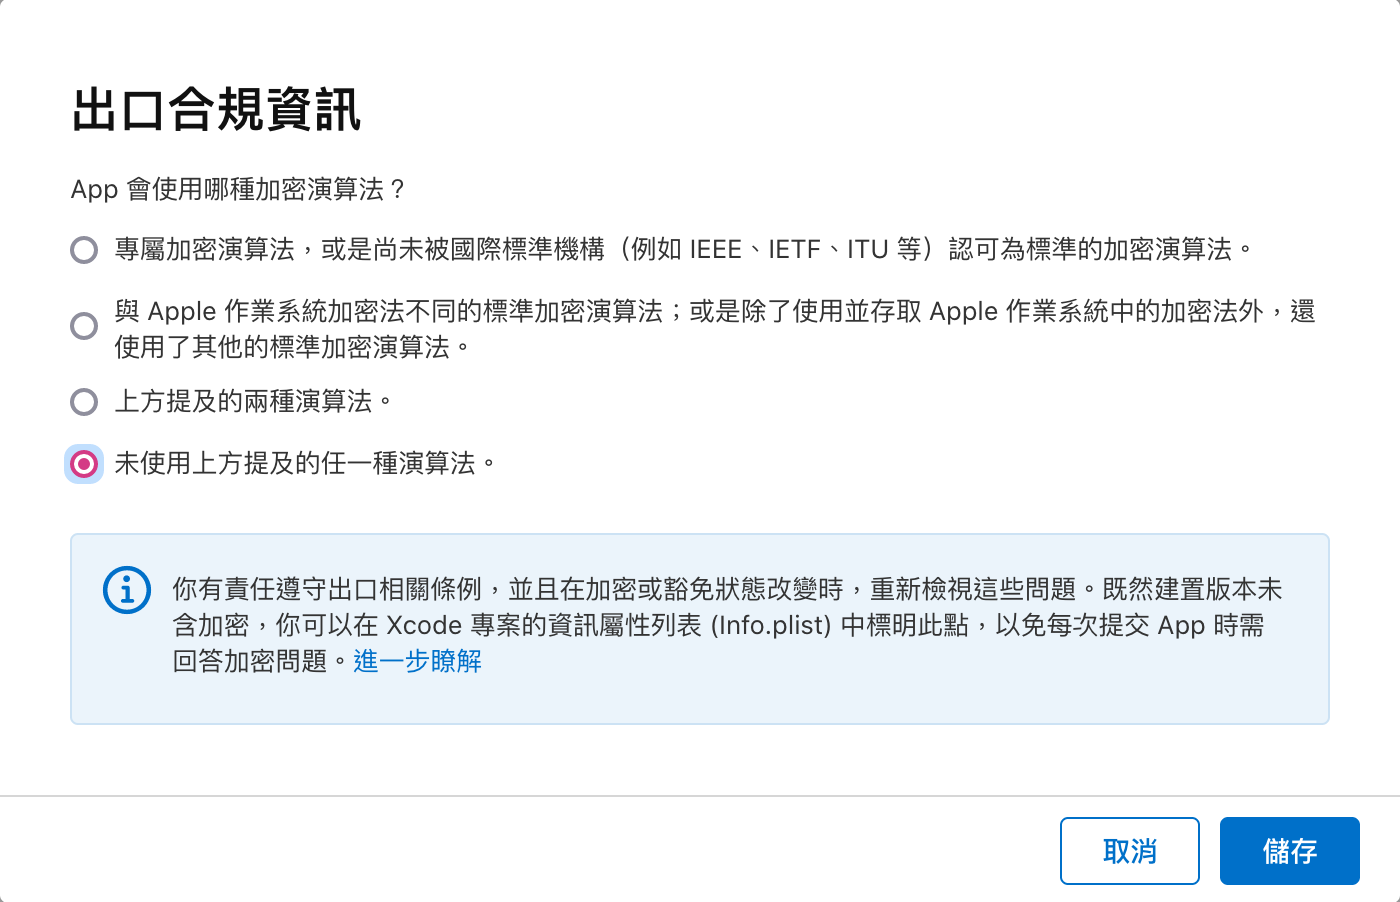 出口合規資訊
App 會使用哪種加密演算法？
專屬加密演算法，或是尚未被國際標準機構（例如 IEEE、IETF、ITU 等）認可為標準的加密演算法。
與 Apple 作業系統加密法不同的標準加密演算法；或是除了使用並存取 Apple 作業系統中的加密法外，還
使用了其他的標準加密演算法。
上方提及的兩種演算法。
未使用上方提及的任一種演算法。
你有責任遵守出口相關條例，並且在加密或豁免狀態改變時，重新檢視這些問題。既然建置版本未
含加密，你可以在 Xcode 專案的資訊屬性列表 (Info.plist) 中標明此點，以免每次提交 App 時需
回答加密問題。進一步瞭解
取消
儲存